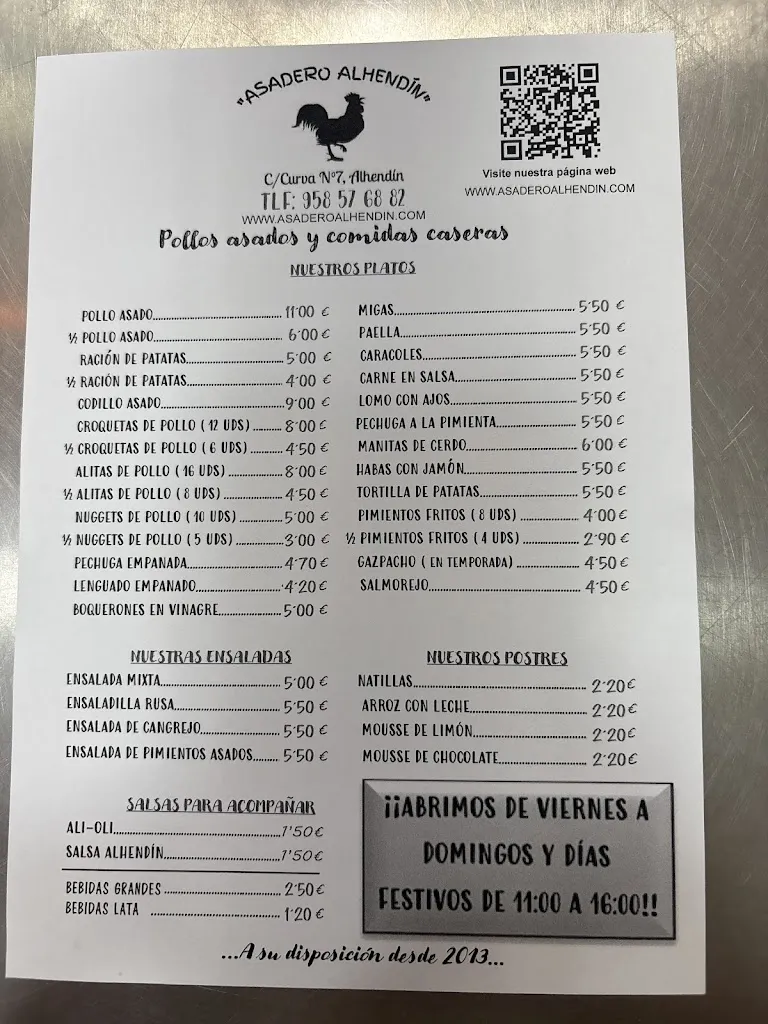 "ASADERO ALHENDÍN"
C/Curva Nº7, Alhendín
TLF: 958 57 68 82
WWW.ASADEROALHENDIN.COM
Visite nuestra página web
WWW.ASADEROALHENDIN.COM
Pollos asados y comidas caseras
NUESTROS PLATOS
POLLO ASADO 11'00 €
½ POLLO ASADO 6'00 €
RACIÓN DE PATATAS 5'00 €
½ RACIÓN DE PATATAS 4'00 €
CODILLO ASADO 9'00 €
CROQUETAS DE POLLO (12 UDS) 8'00 €
½ CROQUETAS DE POLLO (6 UDS) 4'50 €
ALITAS DE POLLO (16 UDS) 8'00 €
½ ALITAS DE POLLO (8 UDS) 4'50 €
NUGGETS DE POLLO (10 UDS) 5'00 €
½ NUGGETS DE POLLO (5 UDS) 3'00 €
PECHUGA EMPANADA 4'70 €
LENGUADO EMPANADO 4'20 €
BOQUERONES EN VINAGRE 5'00 €
MIGAS 5'50 €
PAELLA 5'50 €
CARACOLES 5'50 €
CARNE EN SALSA 5'50 €
LOMO CON AJOS 5'50 €
PECHUGA A LA PIMIENTA 5'50 €
MANITAS DE CERDO 6'00 €
HABAS CON JAMÓN 5'50 €
TORTILLA DE PATATAS 5'50 €
PIMIENTOS FRITOS (8 UDS) 4'00 €
½ PIMIENTOS FRITOS (4 UDS) 2'90 €
GAZPACHO (EN TEMPORADA) 4'50 €
SALMOREJO 4'50 €
NUESTRAS ENSALADAS
ENSALADA MIXTA 5'00 €
ENSALADILLA RUSA 5'50 €
ENSALADA DE CANGREJO 5'50 €
ENSALADA DE PIMIENTOS ASADOS 5'50 €
NUESTROS POSTRES
NATILLAS 2'20€
ARROZ CON LECHE 2'20€
MOUSSE DE LIMÓN 2'20€
MOUSSE DE CHOCOLATE 2'20€
SALSAS PARA ACOMPAÑAR
ALI-OLI 1'50€
SALSA ALHENDÍN 1'50€
BEBIDAS GRANDES 2'50 €
BEBIDAS LATA 1'20 €
¡¡ABRIMOS DE VIERNES A
DOMINGOS Y DÍAS
FESTIVOS DE 11:00 A 16:00!!
...A su disposición desde 2013...